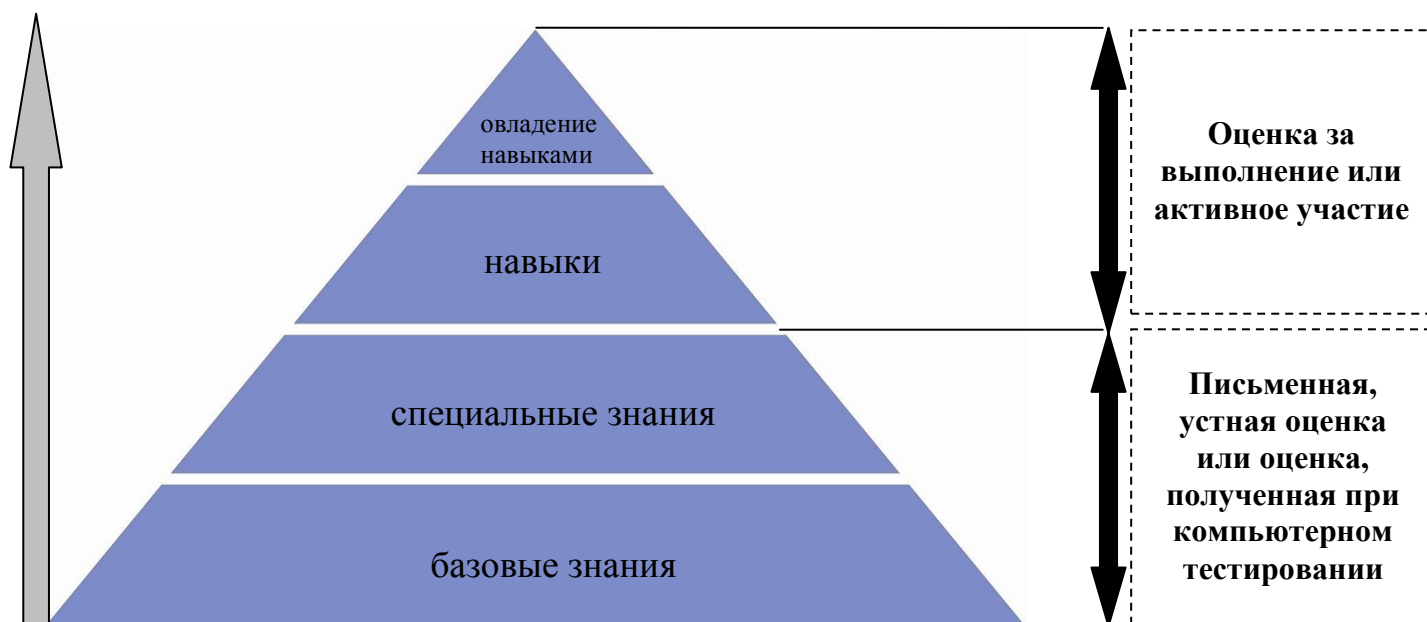 овладение
навыками
навыки
специальные знания
базовые знания
Оценка за
выполнение или
активное участие
Письменная,
устная оценка
или оценка,
полученная при
компьютерном
тестировании